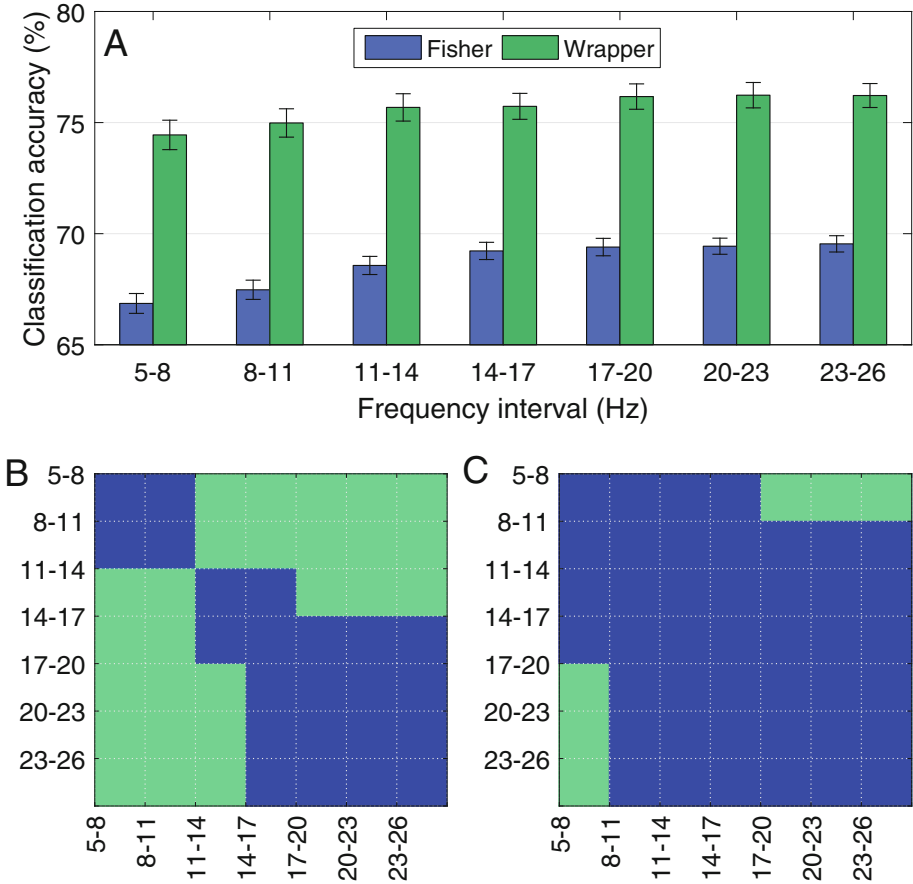 80
A
Fisher
Wrapper
75
70
65
Classification accuracy (%)
5-8 8-11 11-14 14-17 17-20 20-23 23-26
Frequency interval (Hz)
B
5-8
8-11
11-14
14-17
17-20
20-23
23-26
5-8 8-11 11-14 14-17 17-20 20-23 23-26
C
5-8
8-11
11-14
14-17
17-20
20-23
23-26
5-8 8-11 11-14 14-17 17-20 20-23 23-26